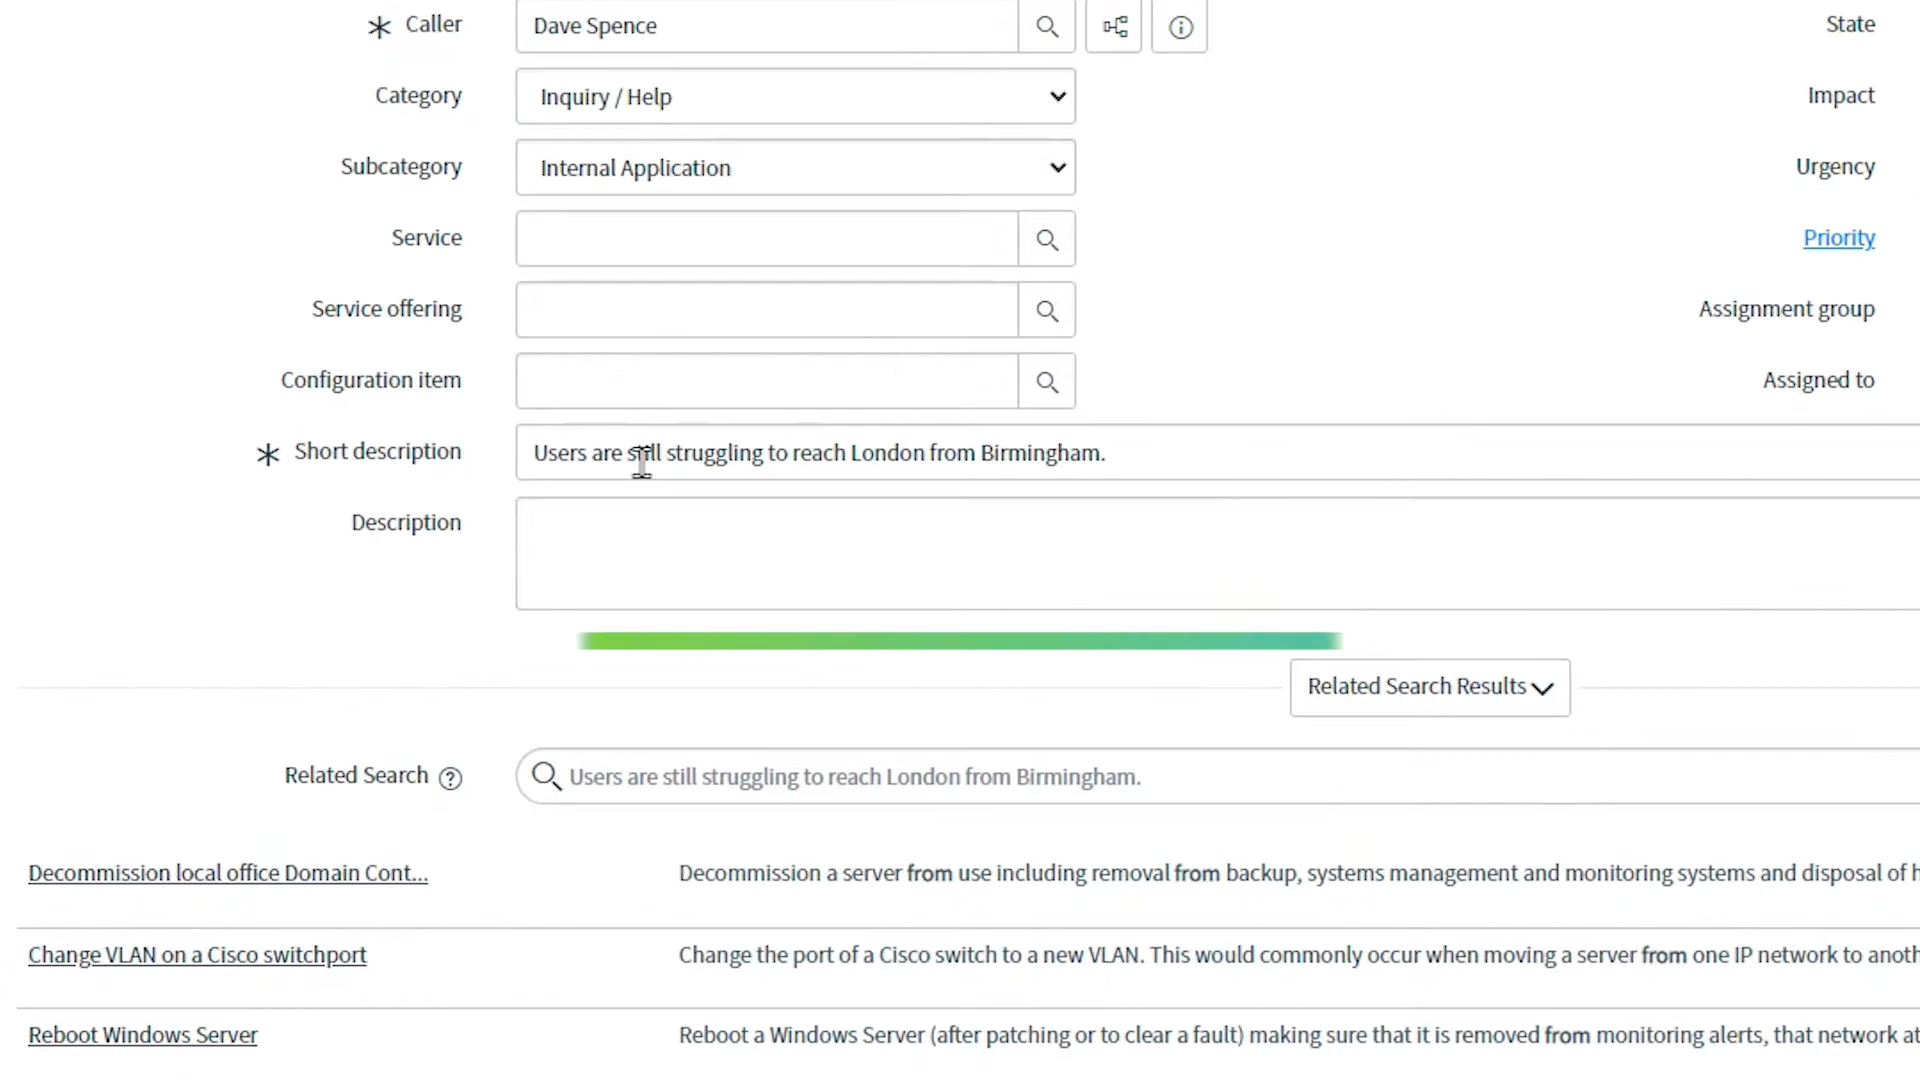 Caller Dave Spence State
Category Inquiry / Help Impact
Subcategory Internal Application Urgency
Service Priority
Service offering Assignment group
Configuration item Assigned to
Short description Users are still struggling to reach London from Birmingham.
Description
Related Search Results
Related Search Users are still struggling to reach London from Birmingham.
Decommission local office Domain Cont... Decommission a server from use including removal from backup, systems management and monitoring systems and disposal of
Change VLAN on a Cisco switchport Change the port of a Cisco switch to a new VLAN. This would commonly occur when moving a server from one IP network to
Reboot Windows Server Reboot a Windows Server (after patching or to clear a fault) making sure that it is removed from monitoring alerts, that network